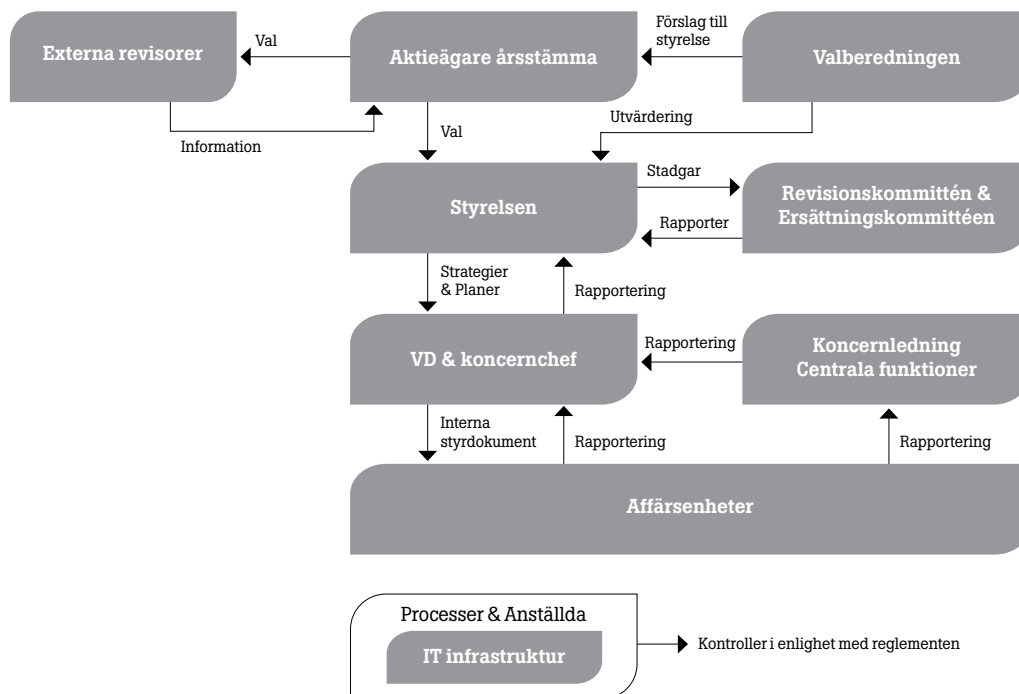 Externa revisorer
Val
Aktieägare årsstämma
Förslag till
styrelse
Valberedningen
Information
Val
Utvärdering
Styrelsen
Stadgar
Rapporter
Revisionskommittén &
Ersättningskommittéen
Strategier
& Planer
Rapportering
VD & koncernchef
Rapportering
Koncernledning
Centrala funktioner
Interna
styrdokument
Rapportering
Rapportering
Affärsenheter
Processer & Anställda
IT infrastruktur
Kontroller i enlighet med reglementen